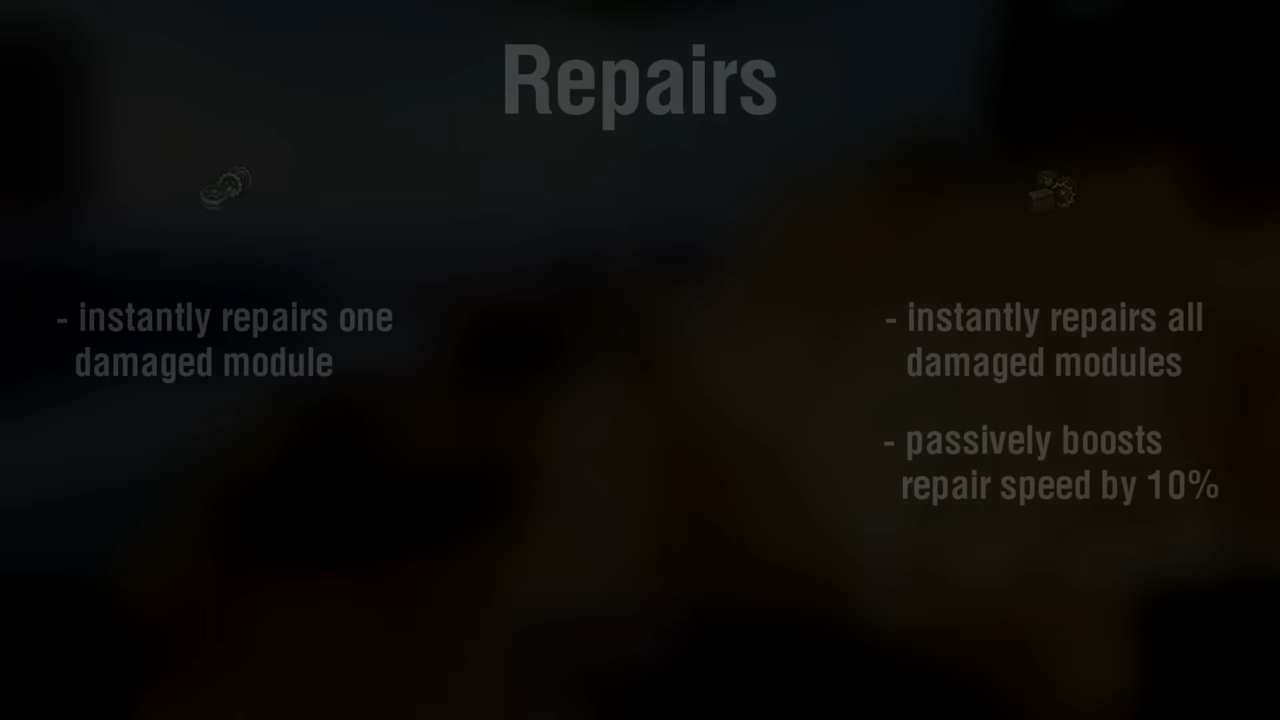 Repairs
- instantly repairs one
damaged module
- instantly repairs all
damaged modules
- passively boosts
repair speed by 10%